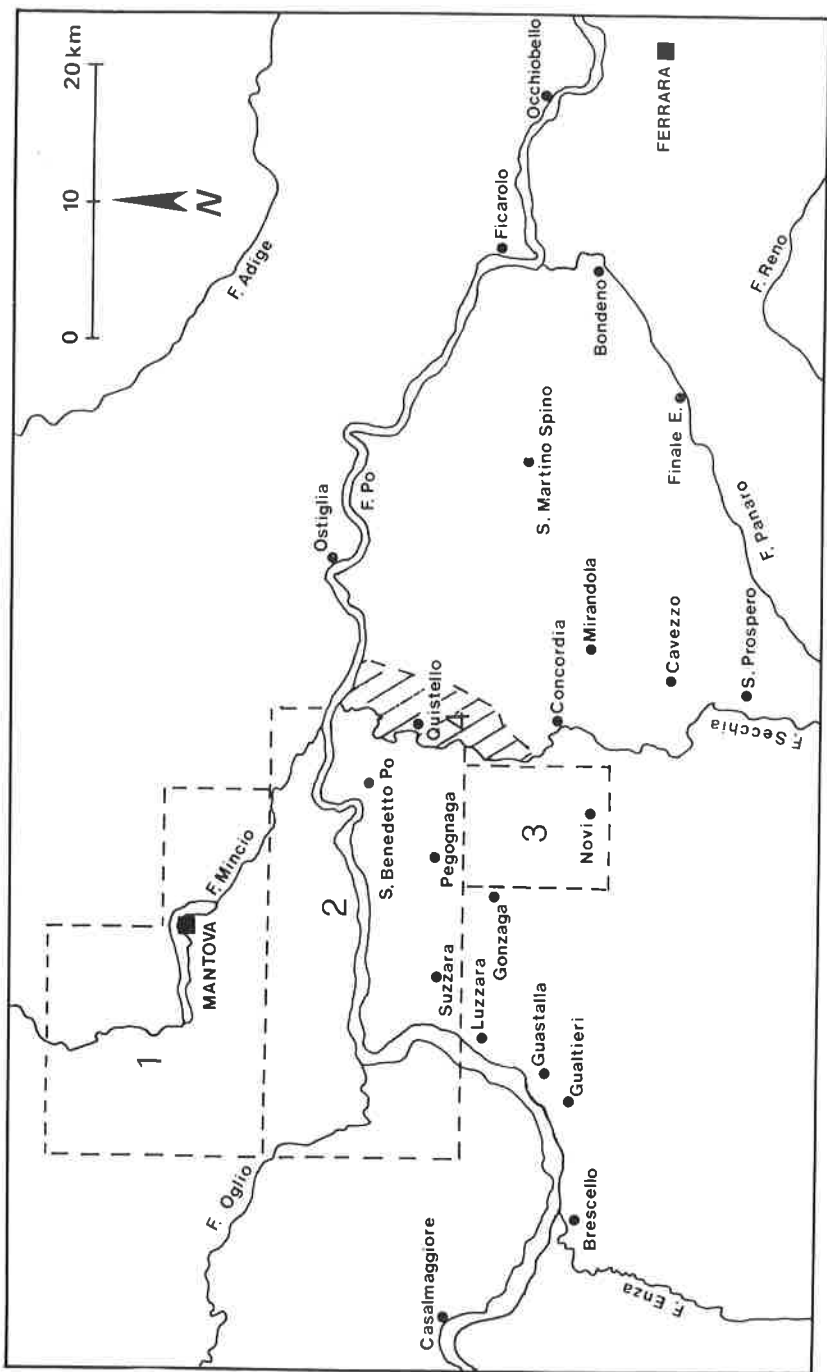 0 10 20 km
N
F. Adige
1
F. Mincio
MANTOVA
F. Oglio
Ostiglia
F. Po
2
S. Benedetto Po
Quistello
4
Pegognaga
Suzzara
Luzzara
Gonzaga
Casalmaggiore
Ficarolo
Occhiobello
S. Martino Spino
3
Concordia
Guastalla
Gualtieri
Novi
Mirandola
Bondeno
Brescello
F. Enza
Cavezzo
Finale E.
FERRARA
S. Prospero
F. Secchia
F. Panaro
F. Reno